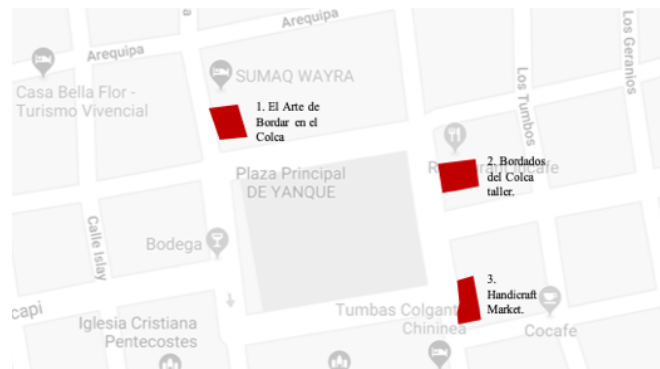 Arequipa
Arequipa
a
Los Geranios
Casa Bella Flor -
Turismo Vivencial
SUMAQ WAYRA
Los Tumbos
1. El Arte de
Bordar en el
Colca
Plaza Principal
DE YANQUE
2. Bordados
del Colca
taller.
Calle Islay
Bodega
3.
Handicraft
Market.
capi
Iglesia Cristiana
Pentecostes
Tumbas Colgant
Chininea
Cocafe